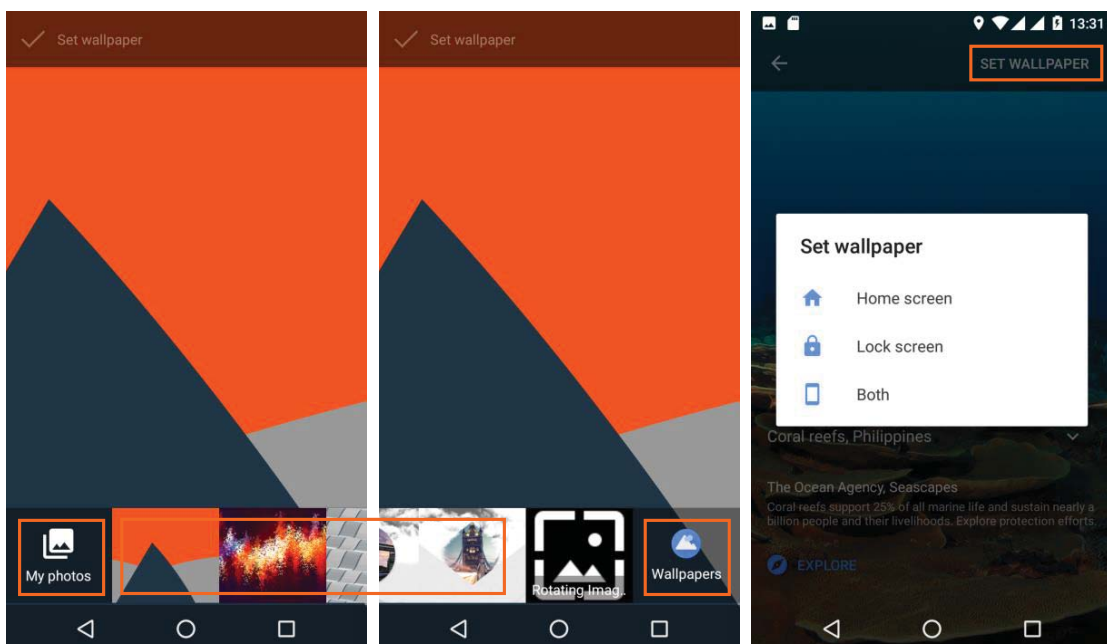 Set wallpaper
My photos
Set wallpaper
Rotating Imag..
Wallpapers
13:31
SET WALLPAPER
Set wallpaper
Home screen
Lock screen
Both
Coral reefs, Philippines
The Ocean Agency, Seascapes
Coral reefs support 25% of all marine life and sustain nearly a
billion people and their livelihoods. Explore protection efforts.
EXPLORE